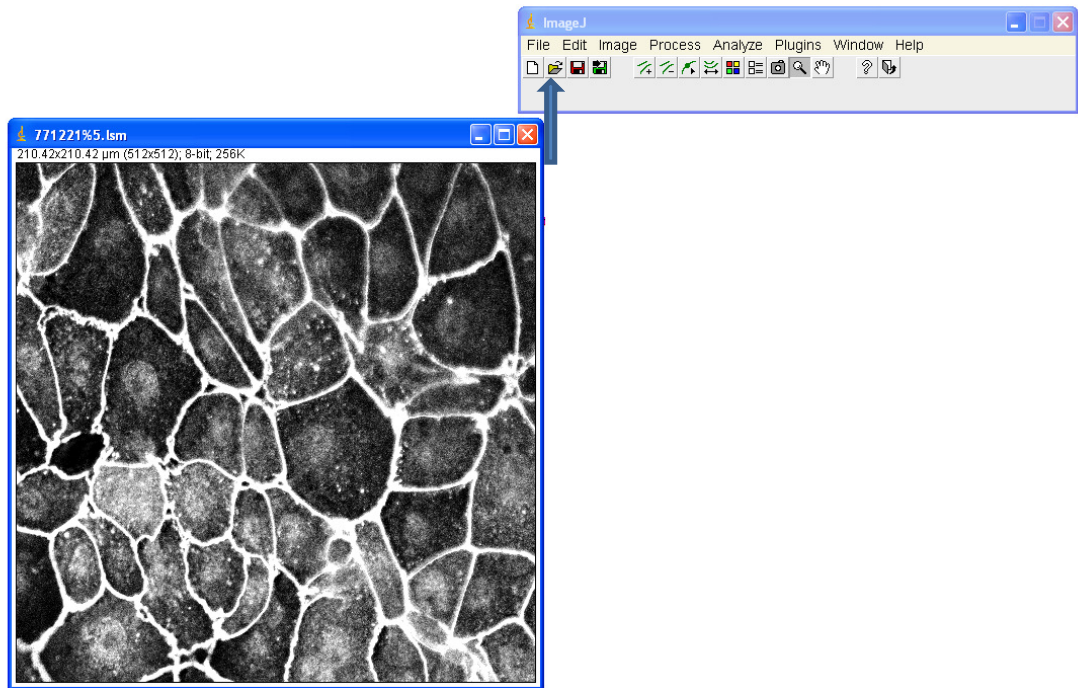 ImageJ
File Edit Image Process Analyze Plugins Window Help
771221%5.lsm
210.42x210.42 µm (512x512); 8-bit; 256K